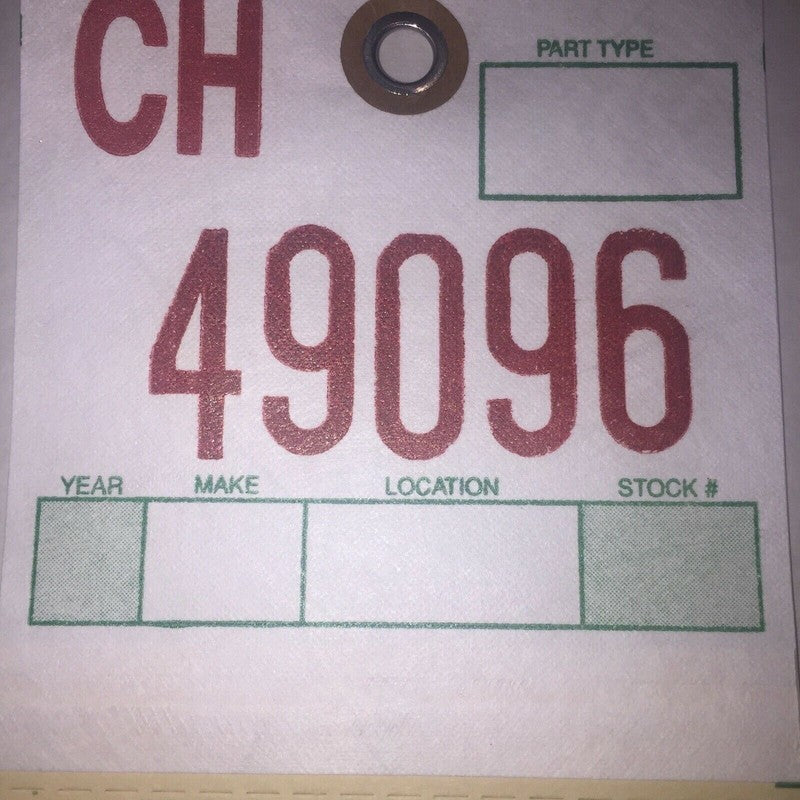 CH
PART TYPE
49096
YEAR MAKE LOCATION STOCK #